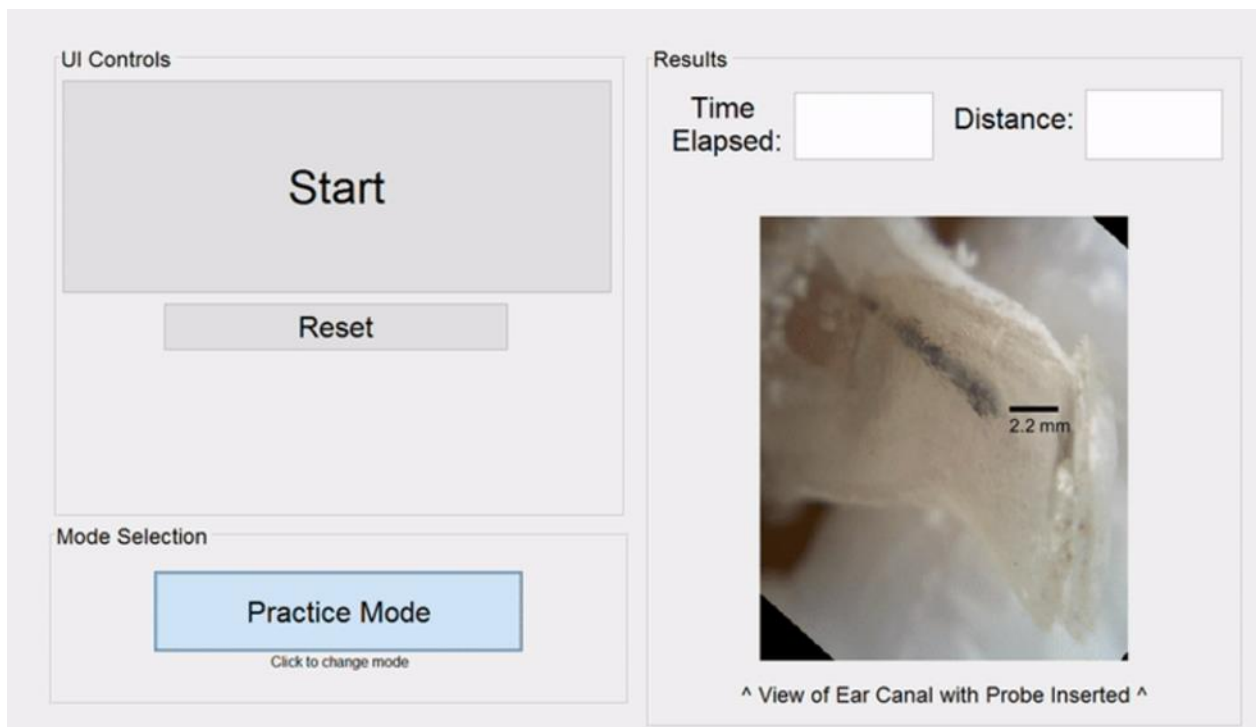 UI Controls
Start
Reset
Mode Selection
Practice Mode
Click to change mode
Results
Time
Elapsed:
Distance:
2.2 mm
^ View of Ear Canal with Probe Inserted ^